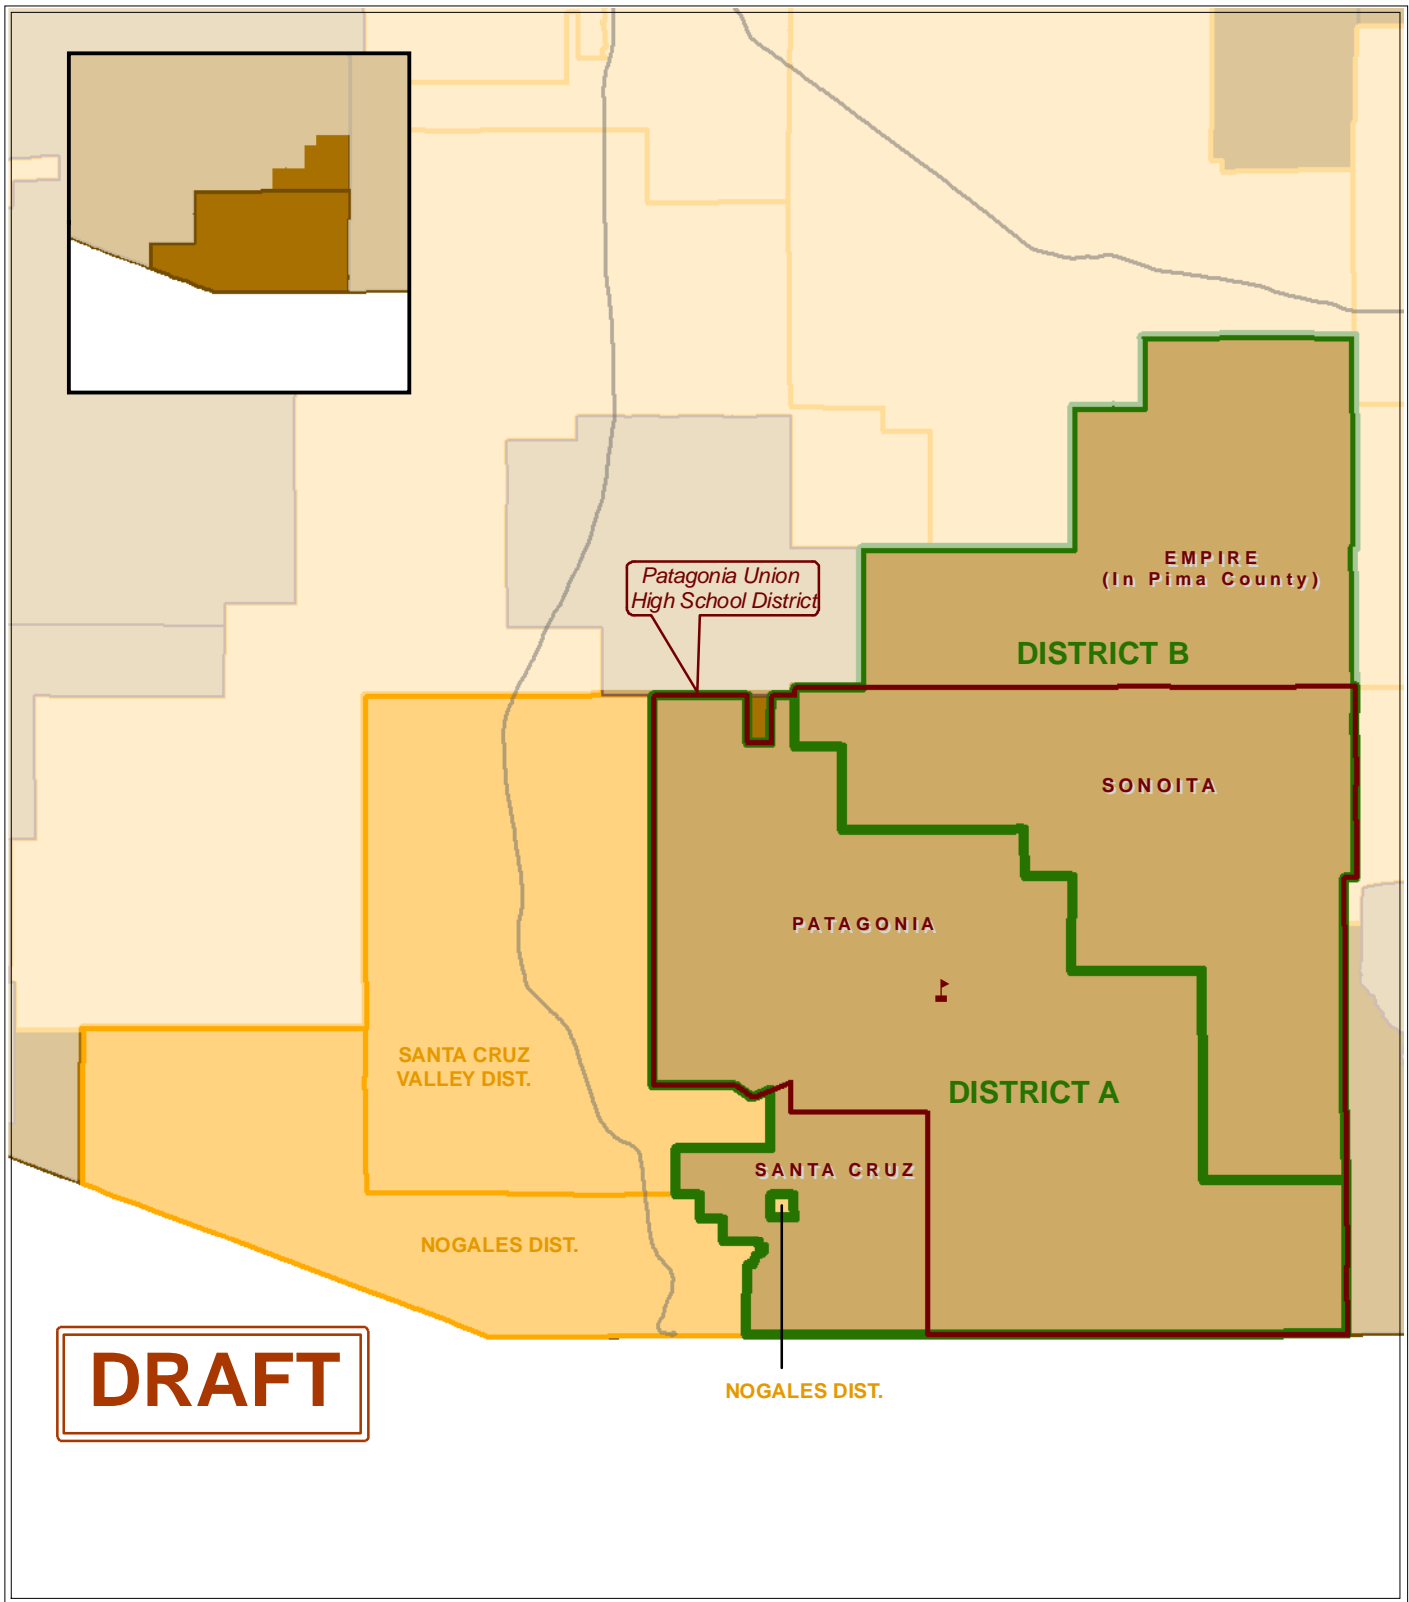 Patagonia Union
High School District
EMPIRE
(In Pima County)
DISTRICT B
SONOITA
PATAGONIA
SANTA CRUZ
VALLEY DIST.
DISTRICT A
SANTA CRUZ
NOGALES DIST.
DRAFT
NOGALES DIST.